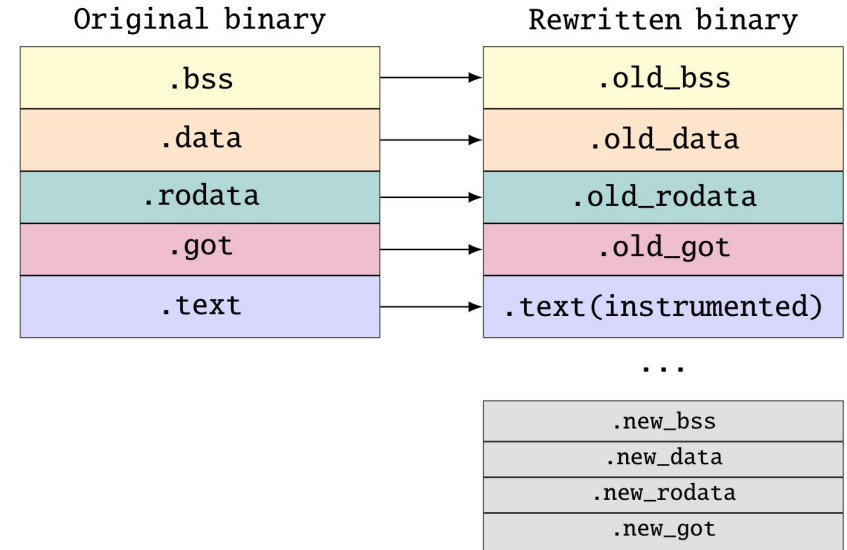 Original binary
Rewritten binary
.bss
.old_bss
.data
.old_data
.rodata
.old_rodata
.got
.old_got
.text
.text(instrumented)
...
.new_bss
.new_data
.new_rodata
.new_got